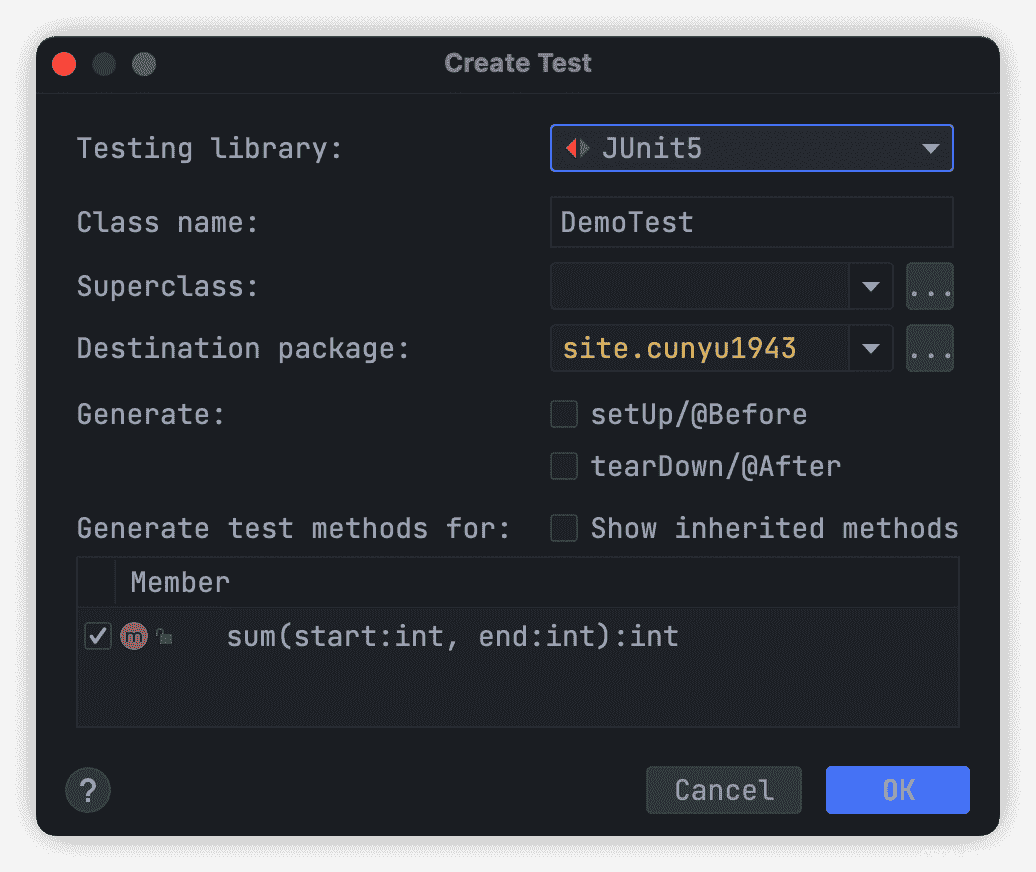 Create Test
Testing library: JUnit5
Class name: DemoTest
Superclass: ...
Destination package: site.cunyu1943 ...
Generate: setUp/@Before
tearDown/@After
Generate test methods for: Show inherited methods
Member
m sum(start:int, end:int):int
? Cancel OK